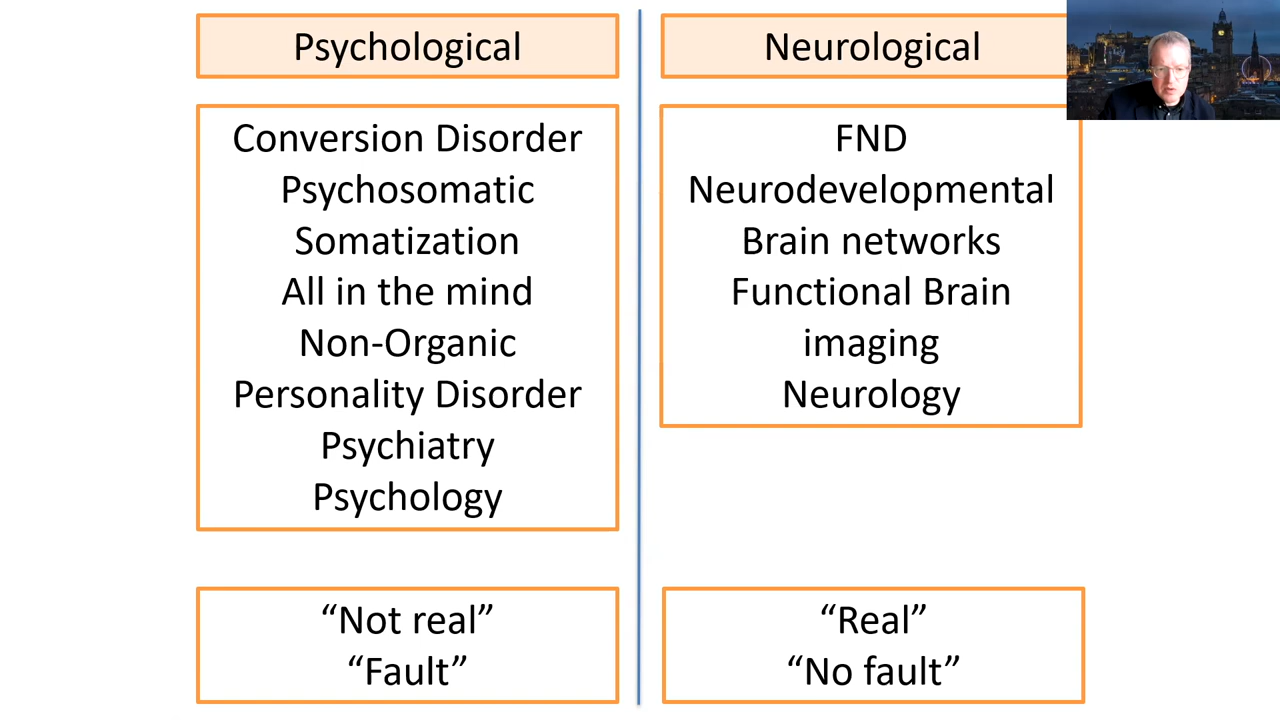 Psychological
Conversion Disorder
Psychosomatic
Somatization
All in the mind
Non-Organic
Personality Disorder
Psychiatry
Psychology
“Not real”
“Fault”
Neurological
FND
Neurodevelopmental
Brain networks
Functional Brain
imaging
Neurology
“Real”
“No fault”